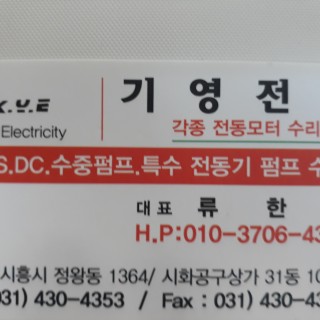 K.Y.E
Electricity
기 영 전
각종 전동모터 수리
S.DC.수중펌프.특수 전동기 펌프 수
대표 류 한
H.P:010-3706-43
시흥시 정왕동 1364/ 시화공구상가 31동 10
031) 430-4353 / Fax : 031) 430-4